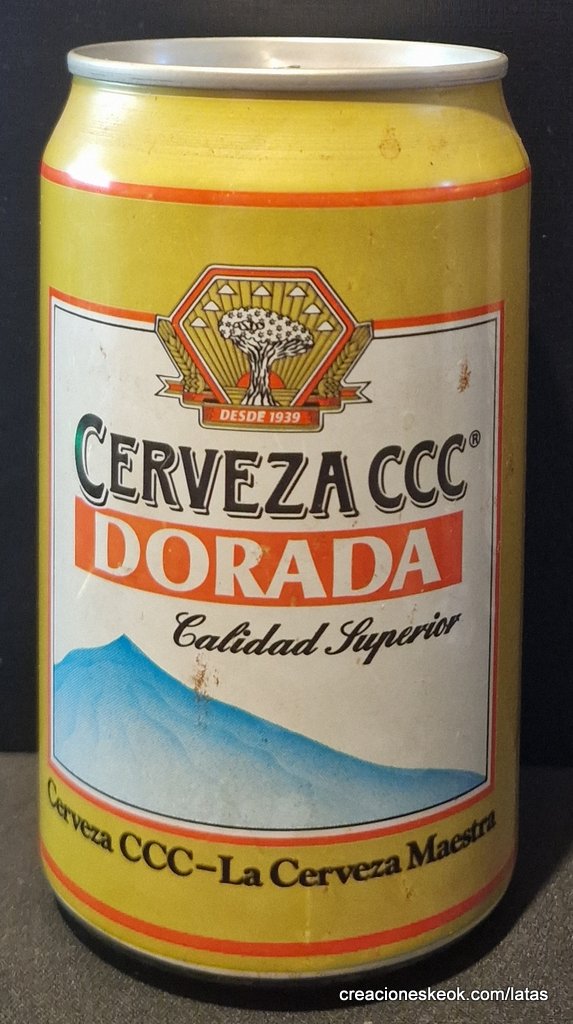 DESDE 1939
CERVEZA CCC®
DORADA
Calidad Superior
Cerveza CCC–La Cerveza Maestra
creacioneskeok.com/latas